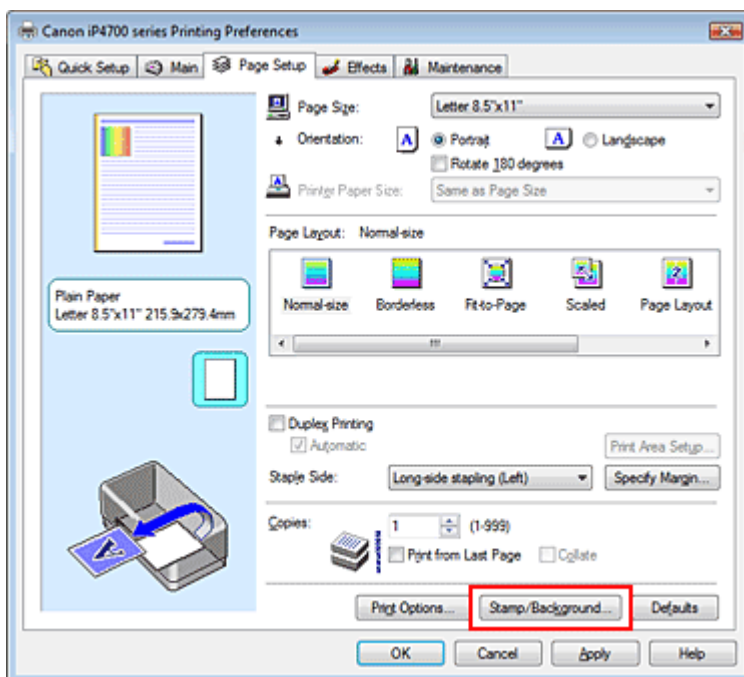 Canon iP4700 series Printing Preferences
Quick Setup
Main
Page Setup
Effects
Maintenance
Page Size: Letter 8.5"x11"
Orientation: A Portrait A Landscape
Rotate 180 degrees
Printer Paper Size: Same as Page Size
Page Layout: Normal-size
Normal-size Borderless Fit-to-Page Scaled Page Layout
Plain Paper
Letter 8.5"x11" 215.9x279.4mm
Duplex Printing
Automatic
Print Area Setup...
Staple Side: Long-side stapling (Left) Specify Margin...
Copies: 1 (1-999)
Print from Last Page Collate
Print Options... Stamp/Background... Defaults
OK Cancel Apply Help